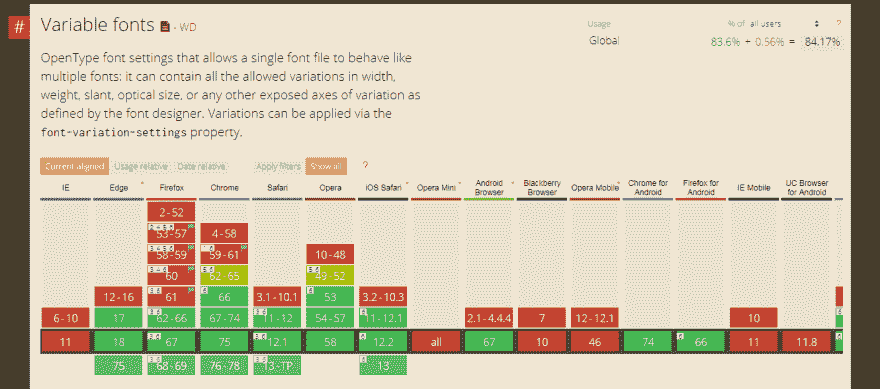 # Variable fonts - WD
Usage % of all users ?
Global 83.6% + 0.56% = 84.17%
OpenType font settings that allows a single font file to behave like
multiple fonts: it can contain all the allowed variations in width,
weight, slant, optical size, or any other exposed axes of variation as
defined by the font designer. Variations can be applied via the
font-variation-settings property.
Current aligned Usage relative Date relative Apply filters Show all ?
IE Edge Firefox Chrome Safari Opera iOS Safari Opera Mini Android Browser Blackberry Browser Opera Mobile Chrome for Android Firefox for Android IE Mobile UC Browser for Android
2-52
53-57 4-58
58-59 59-61 10-48
60 62-65 49-52
12-16 61 66 3.1-10.1 53 3.2-10.3
6-10 17 62-66 67-74 11-12 54-57 11-12.1 2.1-4.4.4 7 12-12.1 10
11 18 67 75 12.1 58 12.2 all 67 10 46 74 66 11 11.8
75 68-69 76-78 13-TP 13